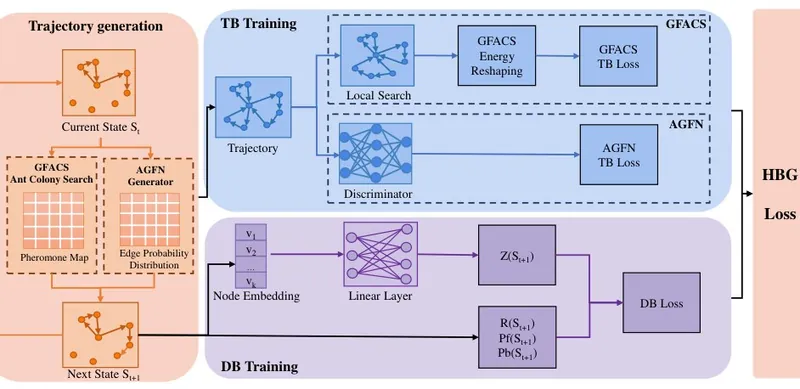 Trajectory generation
Current State St
GFACS
Ant Colony Search
Pheromone Map
AGFN
Generator
Edge Probability
Distribution
Next State St+1
TB Training
Trajectory
GFACS
Local Search
GFACS
Energy
Reshaping
GFACS
TB Loss
AGFN
Discriminator
AGFN
TB Loss
v1
v2
...
vk
Node Embedding
Linear Layer
Z(St+1)
R(St+1)
Pf(St+1)
Pb(St+1)
DB Loss
DB Training
HBG
Loss